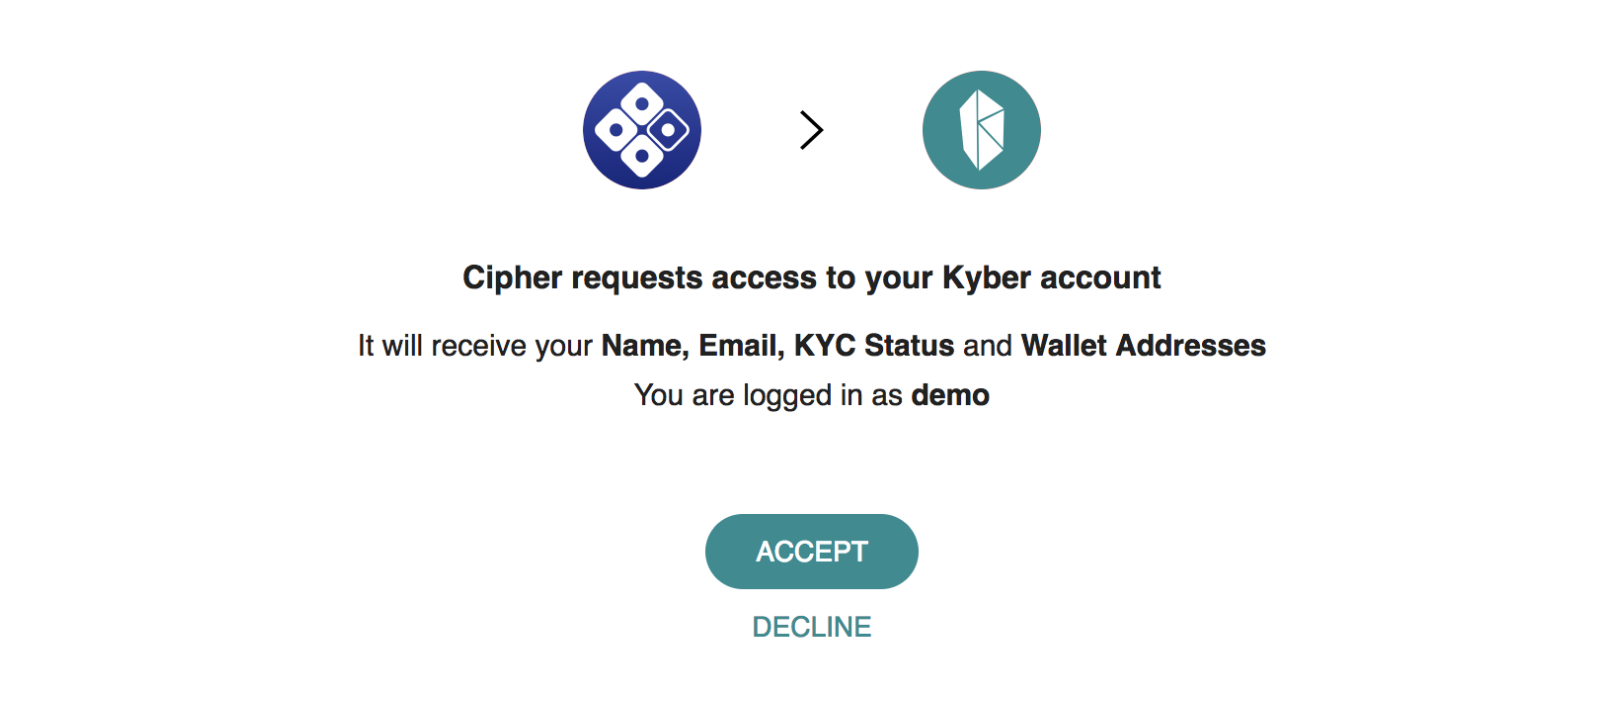 Cipher requests access to your Kyber account
It will receive your Name, Email, KYC Status and Wallet Addresses
You are logged in as demo
ACCEPT
DECLINE